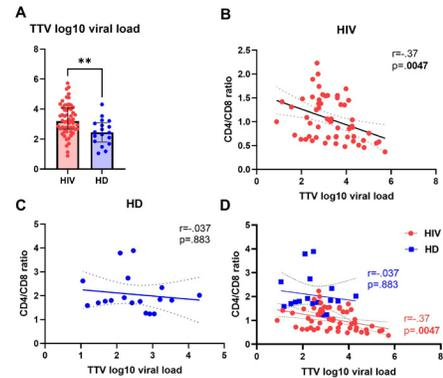 A
TTV log10 viral load
**
8
6
4
2
0
HIV
HD
B
HIV
r=-.37
p=.0047
CD4/CD8 ratio
2.5
2.0
1.5
1.0
0.5
0.0
0 2 4 6 8
TTV log10 viral load
C
HD
r=-.037
p=.883
CD4/CD8 ratio
5
4
3
2
1
0
0 1 2 3 4 5
TTV log10 viral load
D
HIV
HD
r=-.037
p=.883
r=-.37
p=.0047
CD4/CD8 ratio
5
4
3
2
1
0
0 2 4 6 8
TTV log10 viral load